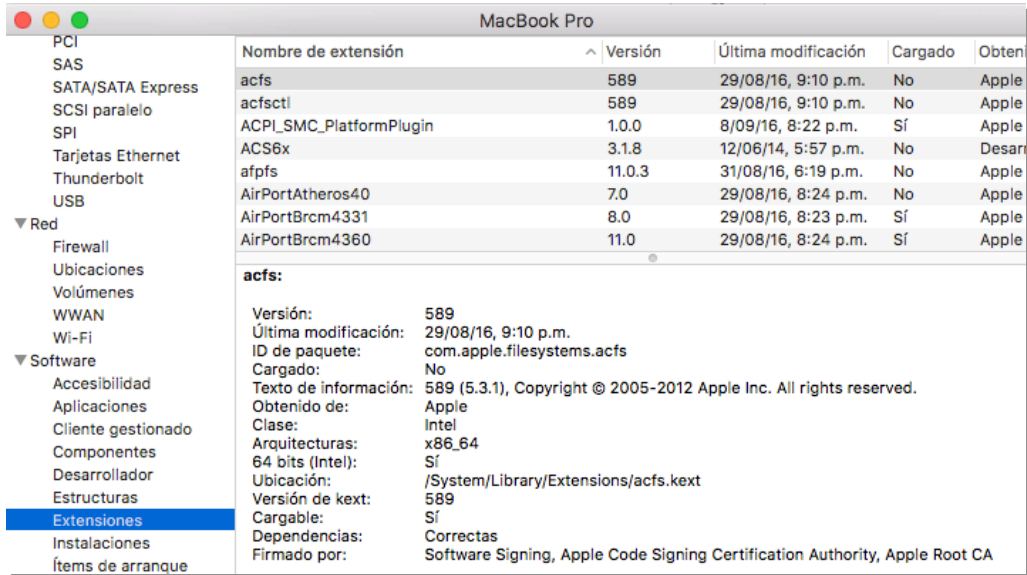 MacBook Pro
PCI
SAS
SATA/SATA Express
SCSI paralelo
SPI
Tarjetas Ethernet
Thunderbolt
USB
Red
Firewall
Ubicaciones
Volúmenes
WWAN
Wi-Fi
Software
Accesibilidad
Aplicaciones
Cliente gestionado
Componentes
Desarrollador
Estructuras
Extensiones
Instalaciones
Ítems de arranque
Nombre de extensión Versión Última modificación Cargado Obteni
acfs 589 29/08/16, 9:10 p.m. No Apple
acfsctl 589 29/08/16, 9:10 p.m. No Apple
ACPI_SMC_PlatformPlugin 1.0.0 8/09/16, 8:22 p.m. Sí Apple
ACS6x 3.1.8 12/06/14, 5:57 p.m. No Desarr
afpfs 11.0.3 31/08/16, 6:19 p.m. No Apple
AirPortAtheros40 7.0 29/08/16, 8:24 p.m. No Apple
AirPortBrcm4331 8.0 29/08/16, 8:23 p.m. Sí Apple
AirPortBrcm4360 11.0 29/08/16, 8:24 p.m. Sí Apple
acfs:
Versión: 589
Última modificación: 29/08/16, 9:10 p.m.
ID de paquete: com.apple.filesystems.acfs
Cargado: No
Texto de información: 589 (5.3.1), Copyright © 2005-2012 Apple Inc. All rights reserved.
Obtenido de: Apple
Clase: Intel
Arquitecturas: x86_64
64 bits (Intel): Sí
Ubicación: /System/Library/Extensions/acfs.kext
Versión de kext: 589
Cargable: Sí
Dependencias: Correctas
Firmado por: Software Signing, Apple Code Signing Certification Authority, Apple Root CA